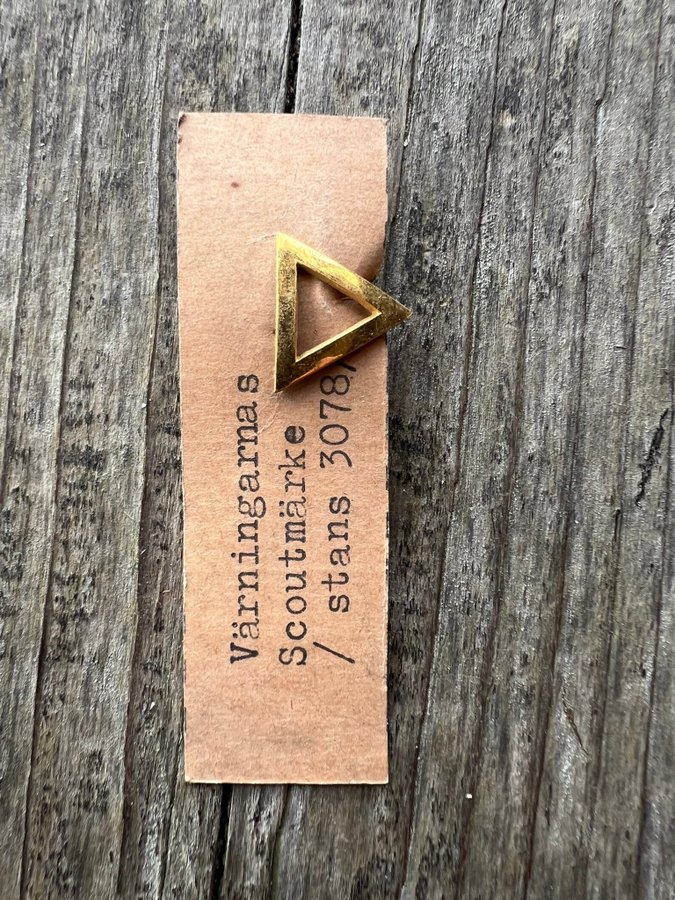 Värningarnas
Scoutmärke
/ stans 3078/